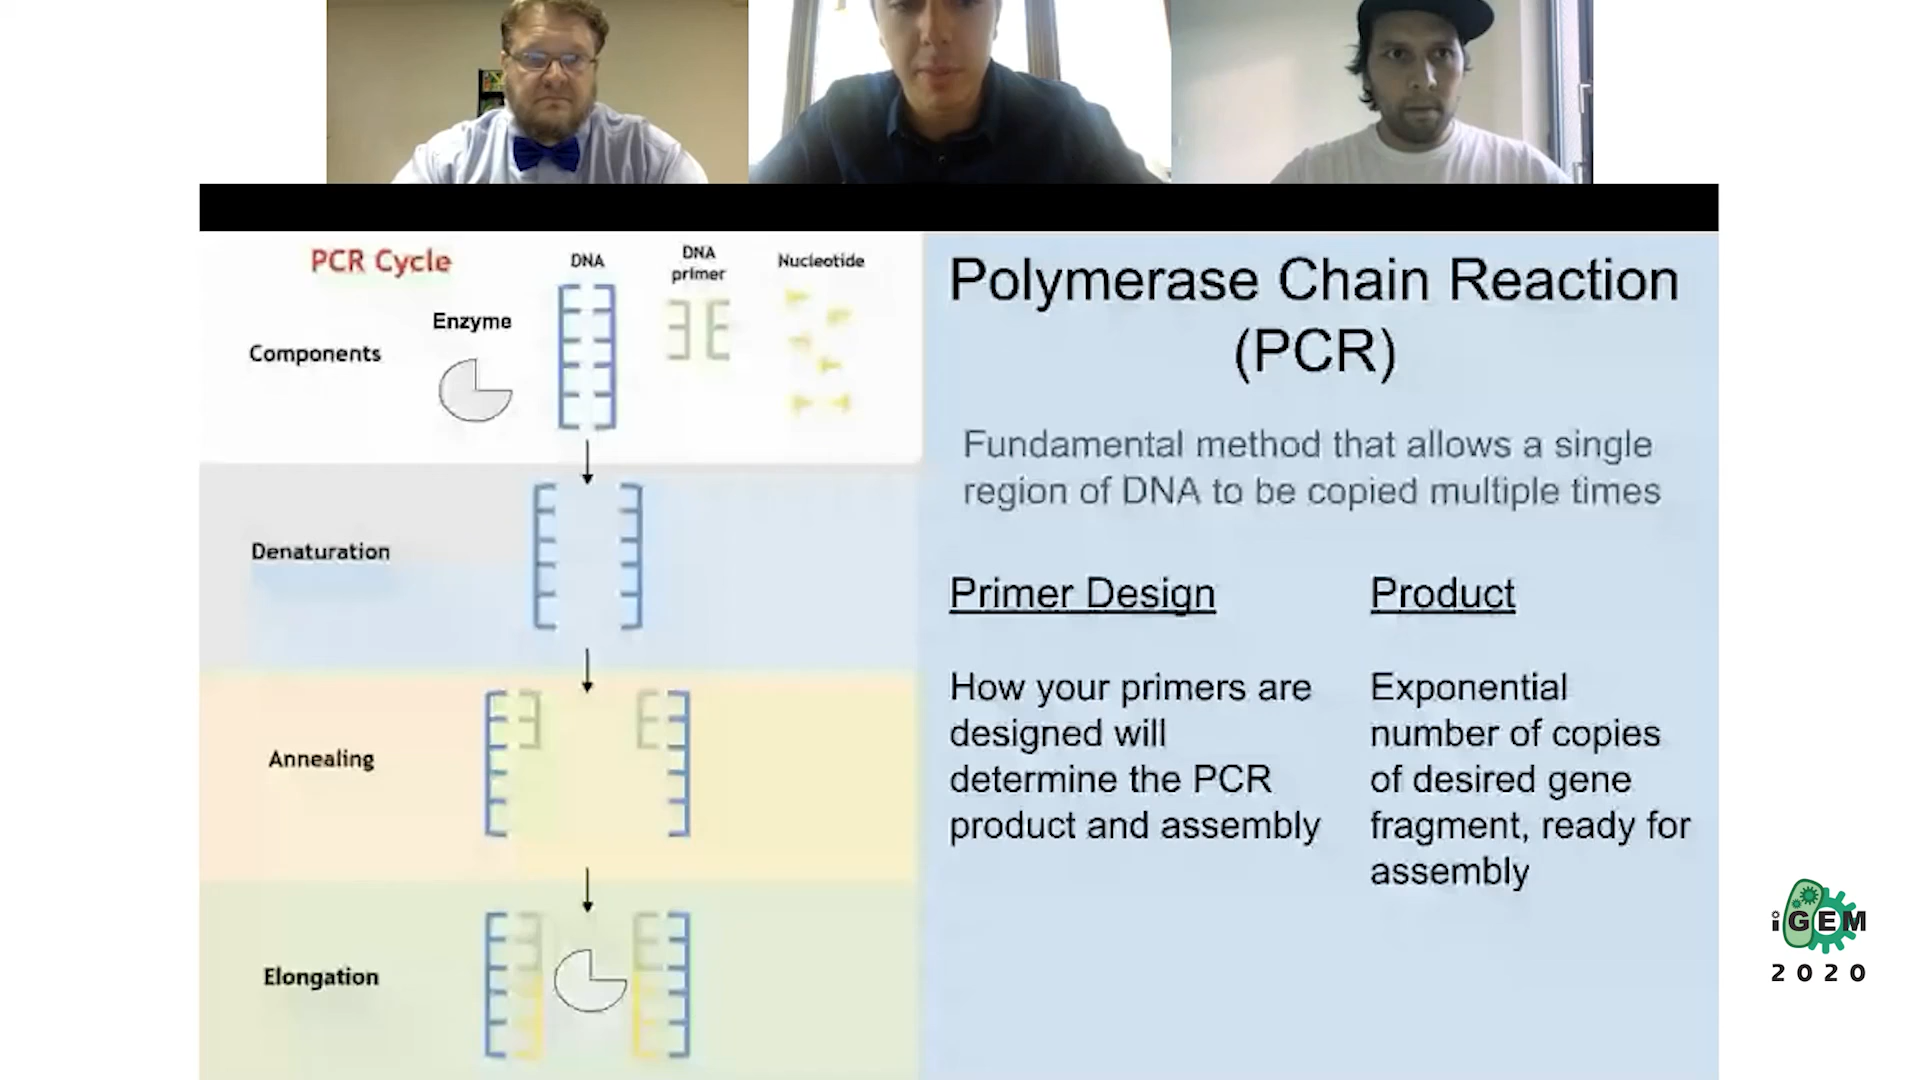 PCR Cycle
DNA
DNA
primer
Nucleotide
Enzyme
Components
Denaturation
Annealing
Elongation
Polymerase Chain Reaction
(PCR)
Fundamental method that allows a single
region of DNA to be copied multiple times
Primer Design
How your primers are
designed will
determine the PCR
product and assembly
Product
Exponential
number of copies
of desired gene
fragment, ready for
assembly
iGEM
2020